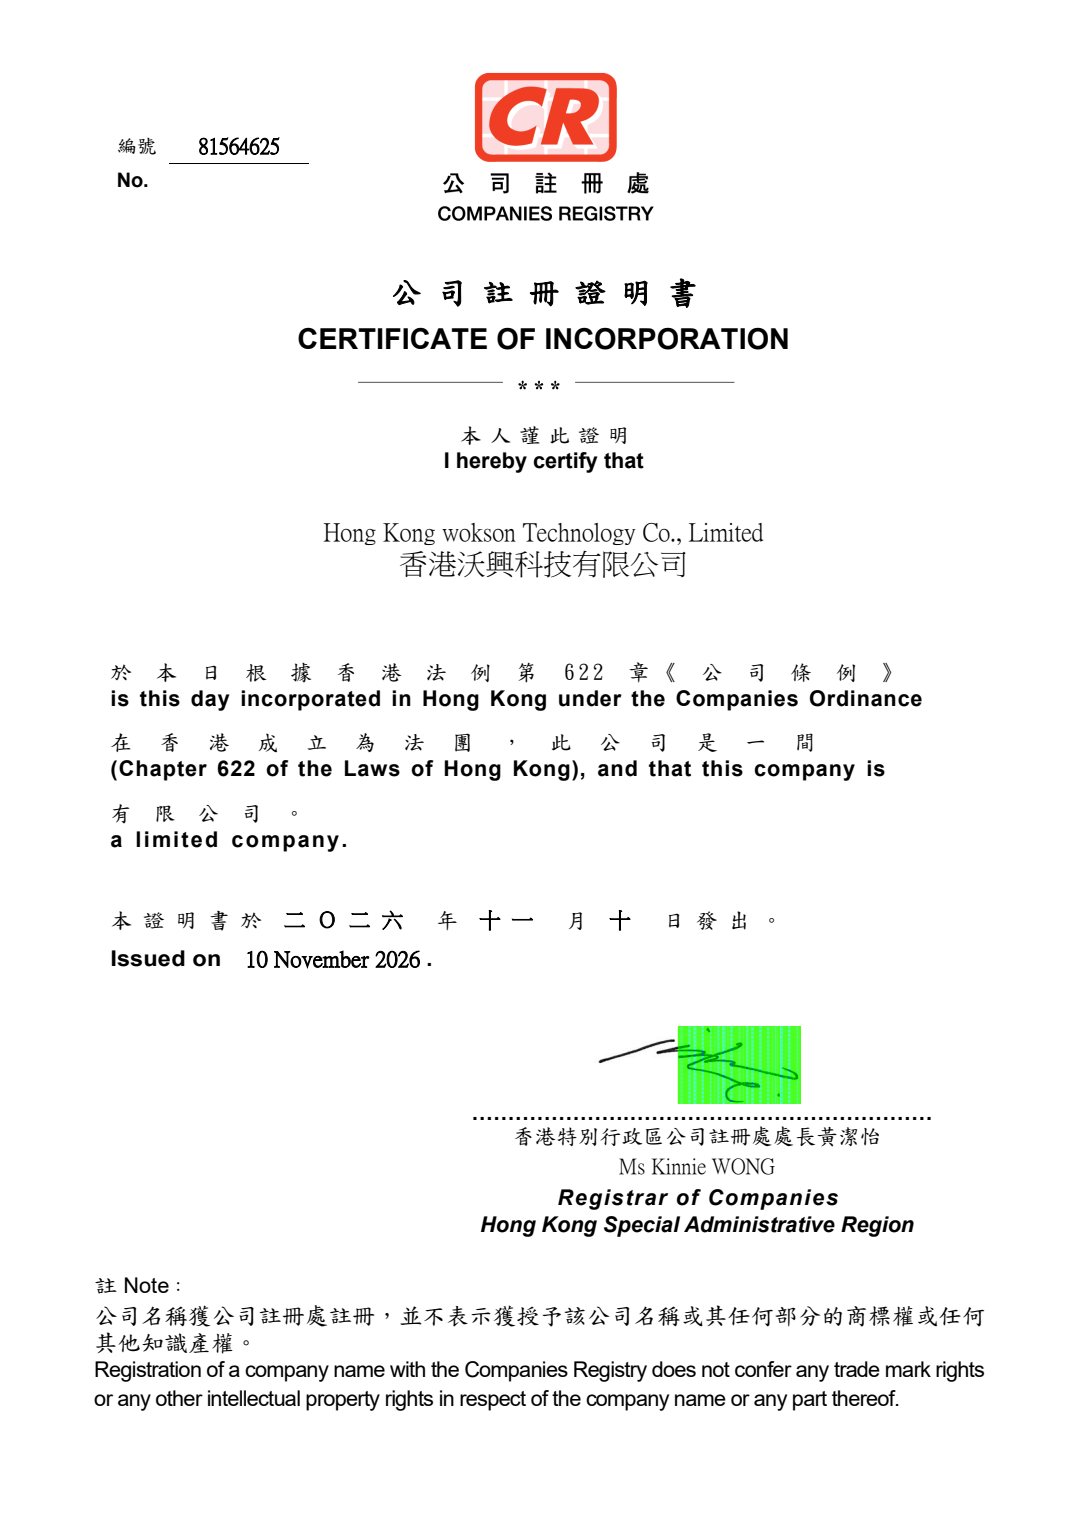 CR
編號 81564625
No.
公司註冊處
COMPANIES REGISTRY
公司註冊證明書
CERTIFICATE OF INCORPORATION
* * *
本人謹此證明
I hereby certify that
Hong Kong wokson Technology Co., Limited
香港沃興科技有限公司
於本日根據香港法例第622章《公司條例》
is this day incorporated in Hong Kong under the Companies Ordinance
在香港成立為法團，此公司是一間
(Chapter 622 of the Laws of Hong Kong), and that this company is
有限公司。
a limited company.
本證明書於二O二六年十一月十日發出。
Issued on 10 November 2026 .
香港特別行政區公司註冊處處長黃潔怡
Ms Kinnie WONG
Registrar of Companies
Hong Kong Special Administrative Region
註 Note :
公司名稱獲公司註冊處註冊，並不表示獲授予該公司名稱或其任何部分的商標權或任何
其他知識產權。
Registration of a company name with the Companies Registry does not confer any trade mark rights
or any other intellectual property rights in respect of the company name or any part thereof.